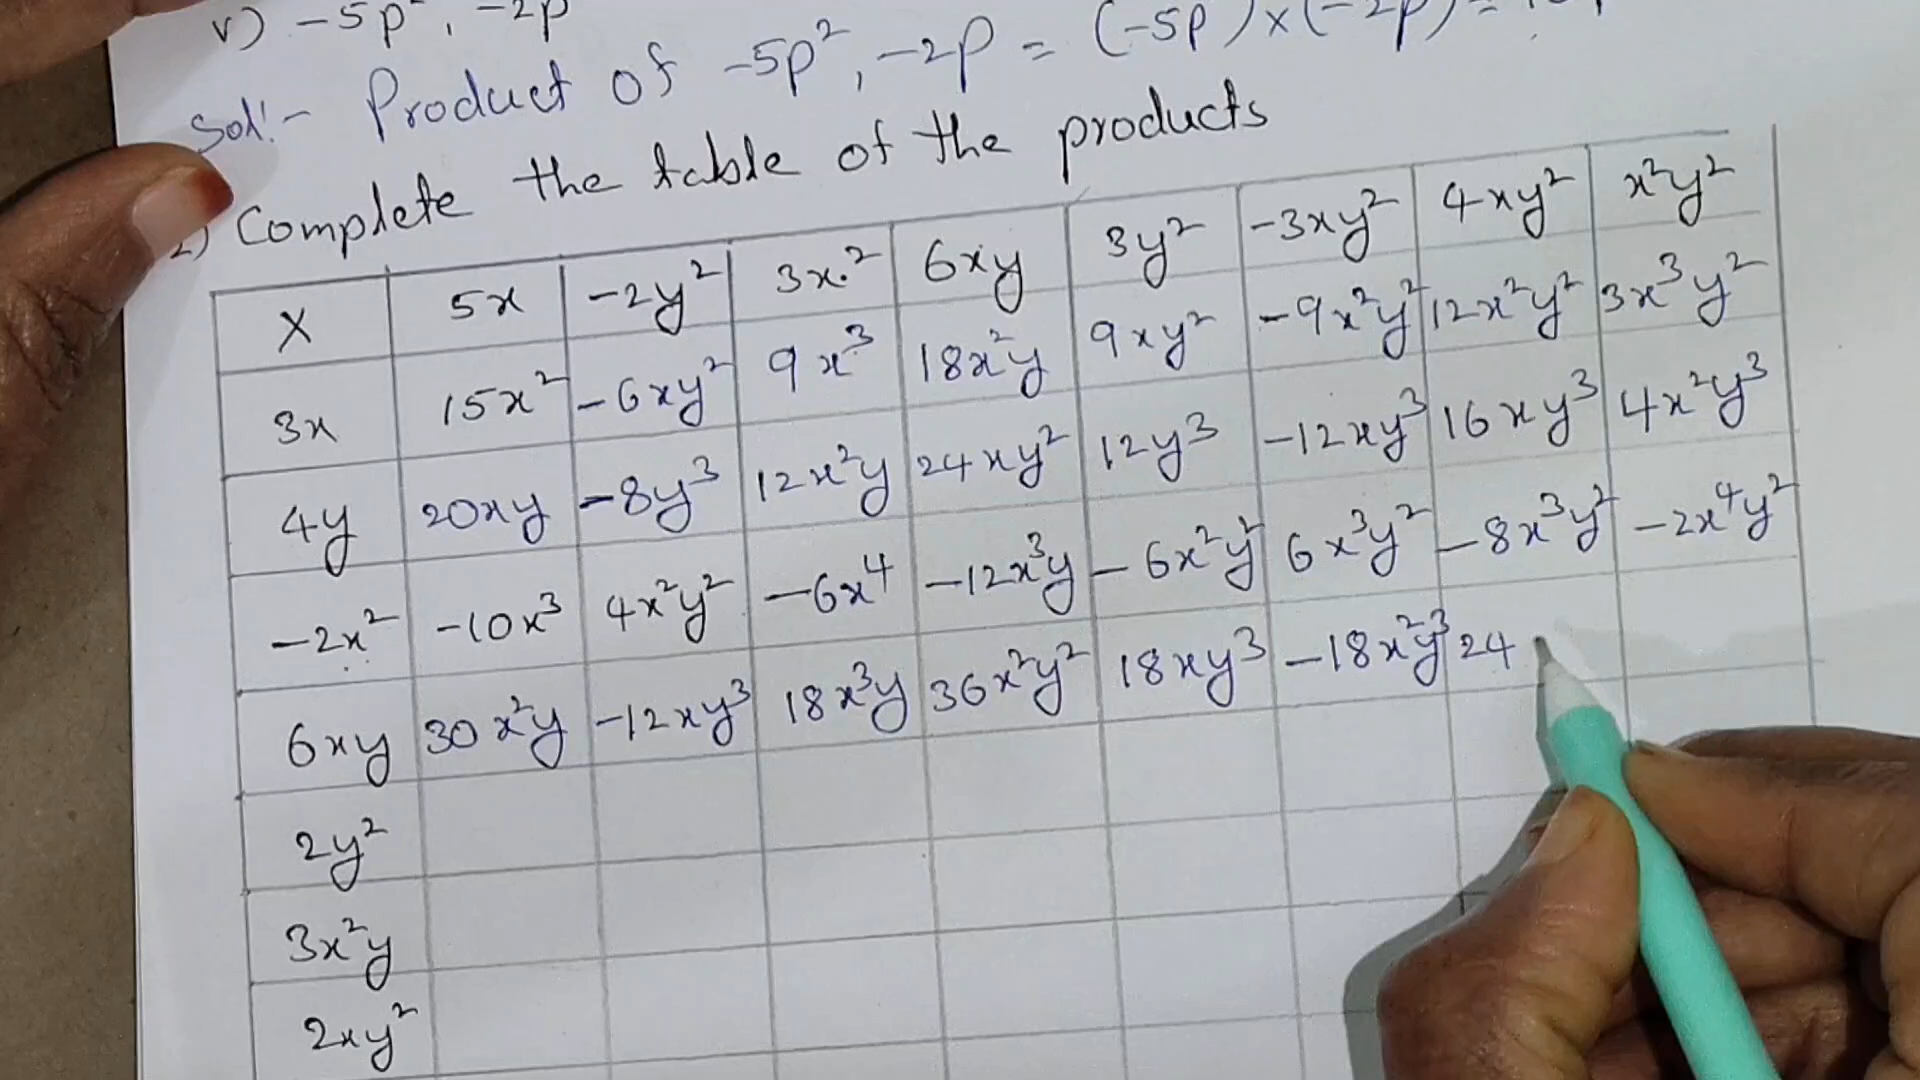 v) -5p², -2p
Sol:- Product of -5p², -2p = (-5p)×(-2p) =
2) Complete the table of the products
X 5x -2y² 3x² 6xy 3y² -3xy² 4xy² x²y²
3x 15x² -6xy² 9x³ 18x²y 9xy² -9x²y² 12x²y² 3x³y²
4y 20xy -8y³ 12x²y 24xy² 12y³ -12xy³ 16xy³ 4x²y³
-2x² -10x³ 4x²y² -6x⁴ -12x³y -6x²y² 6x³y² -8x³y² -2x⁴y²
6xy 30x²y -12xy³ 18x³y 36x²y² 18xy³ -18x²y³ 24
2y²
3x²y
2xy²